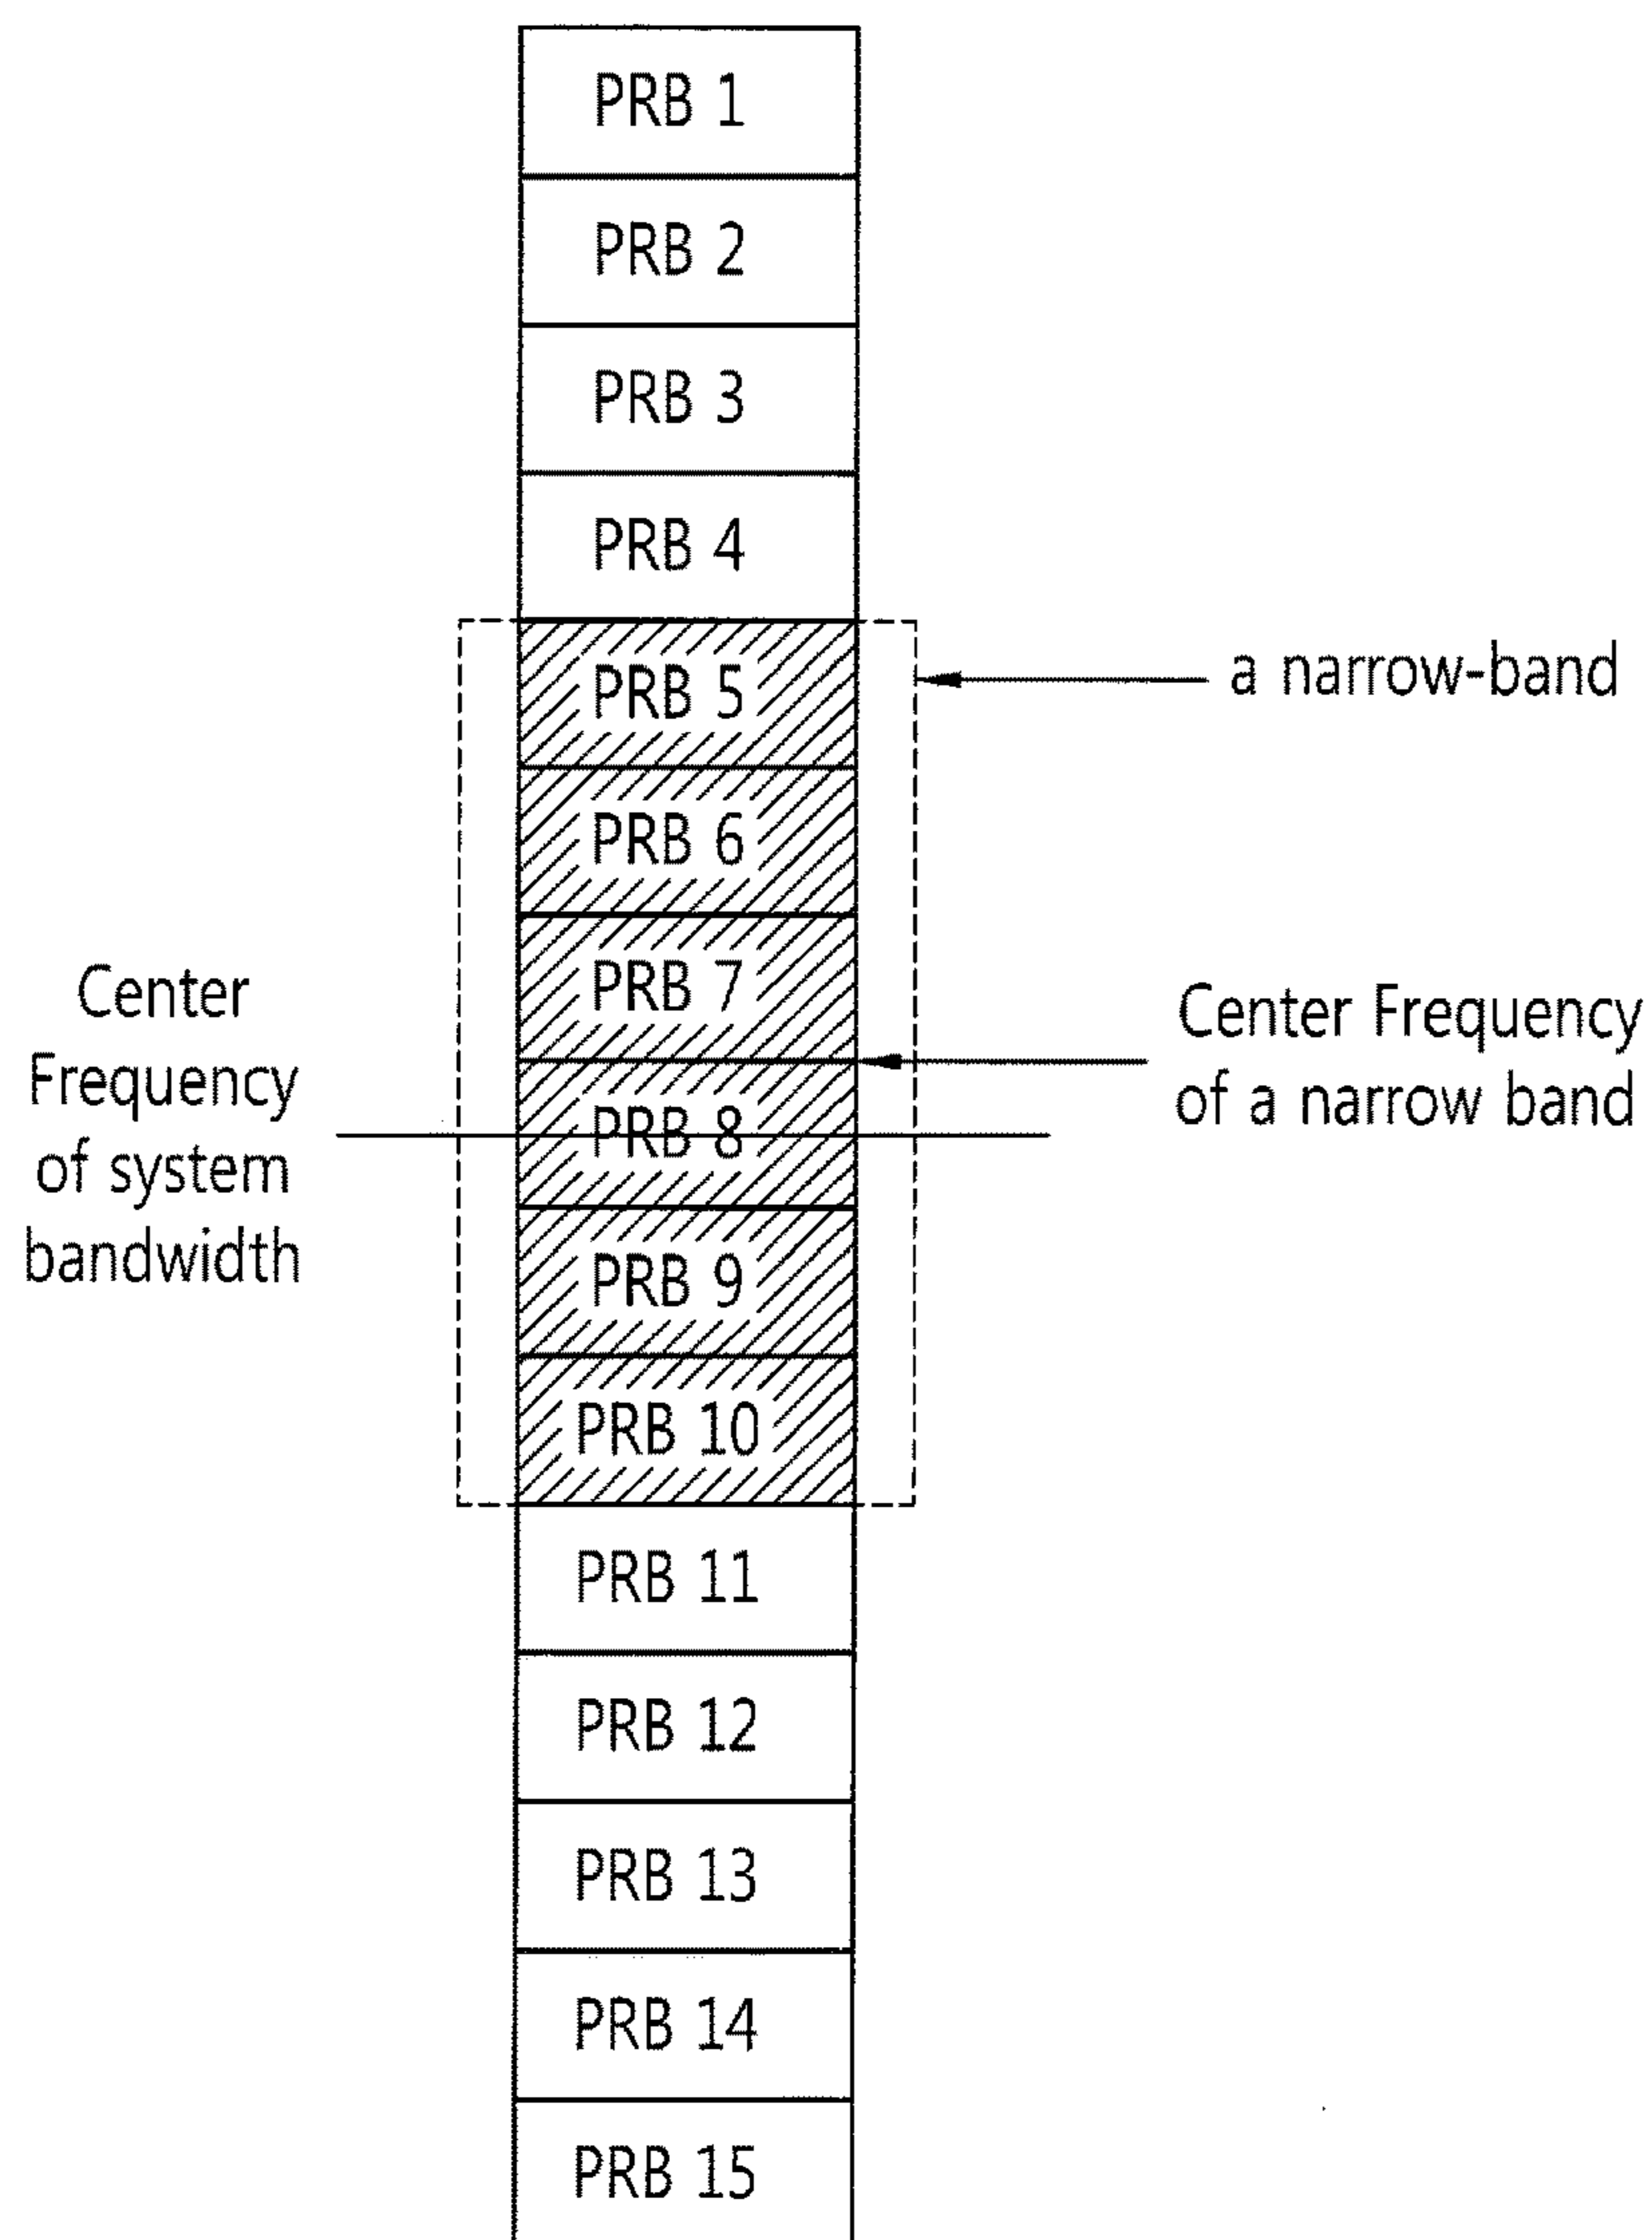 PRB 1
PRB 2
PRB 3
PRB 4
PRB 5
PRB 6
PRB 7
PRB 8
PRB 9
PRB 10
PRB 11
PRB 12
PRB 13
PRB 14
PRB 15
a narrow-band
Center
Frequency
of system
bandwidth
Center Frequency
of a narrow band